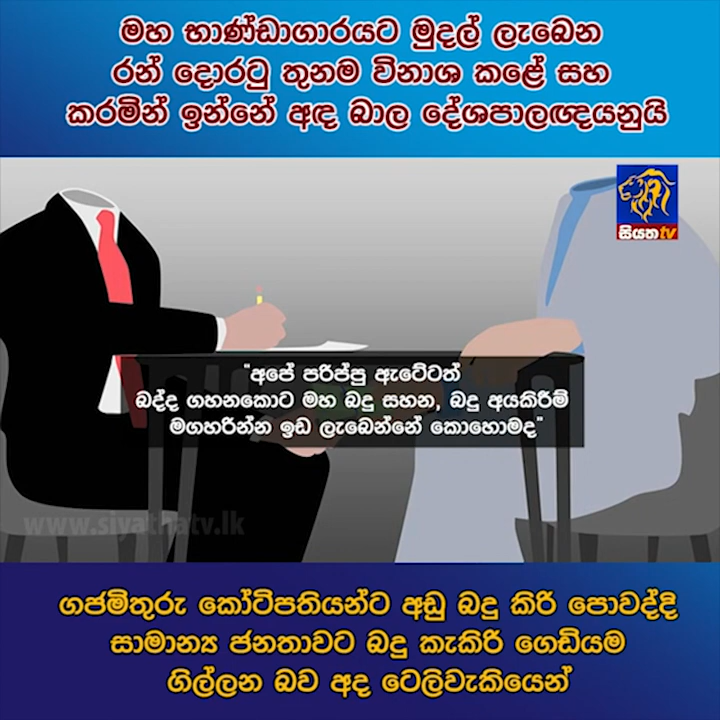 මහ භාණ්ඩාගාරයට මුදල් ලැබෙන
රන් දොරටු තුනම විනාශ කළේ සහ
කරමින් ඉන්නේ අඳ බාල දේශපාලඥයනුයි
සියත tv
"අපේ පරිප්පු ඇටේටත්
බද්ද ගහනකොට මහ බදු සහන, බදු අයකිරීම්
මගහරින්න ඉඩ ලැබෙන්නේ කොහොමද"
www.siyathatv.lk
ගජමිතුරු කෝටිපතියන්ට අඩු බදු කිරි පොවද්දි
සාමාන්‍ය ජනතාවට බදු කැකිරි ගෙඩියම
ගිල්ලන බව අද ටෙලිවැකියෙන්